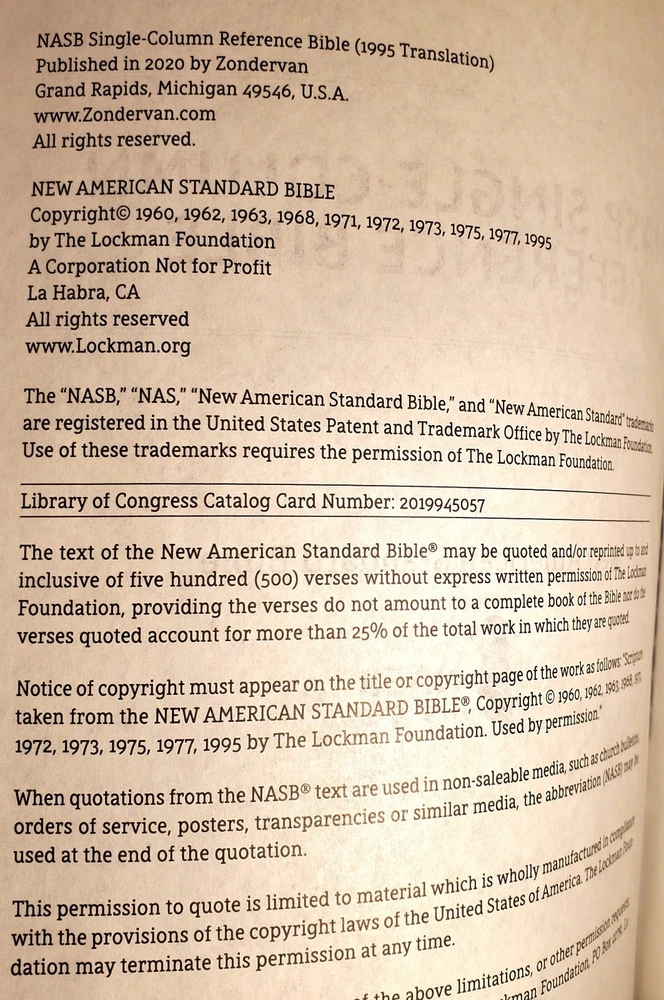 NASB Single-Column Reference Bible (1995 Translation)
Published in 2020 by Zondervan
Grand Rapids, Michigan 49546, U.S.A.
www.Zondervan.com
All rights reserved.
NEW AMERICAN STANDARD BIBLE
Copyright© 1960, 1962, 1963, 1968, 1971, 1972, 1973, 1975, 1977, 1995
by The Lockman Foundation
A Corporation Not for Profit
La Habra, CA
All rights reserved
www.Lockman.org
The “NASB,” “NAS,” “New American Standard Bible,” and “New American Standard” trademarks
are registered in the United States Patent and Trademark Office by The Lockman Foundation.
Use of these trademarks requires the permission of The Lockman Foundation.
Library of Congress Catalog Card Number: 2019945057
The text of the New American Standard Bible® may be quoted and/or reprinted up to and
inclusive of five hundred (500) verses without express written permission of The Lockman
Foundation, providing the verses do not amount to a complete book of the Bible nor do the
verses quoted account for more than 25% of the total work in which they are quoted.
Notice of copyright must appear on the title or copyright page of the work as follows: “Scripture
taken from the NEW AMERICAN STANDARD BIBLE®, Copyright © 1960, 1962, 1963, 1968, 1971,
1972, 1973, 1975, 1977, 1995 by The Lockman Foundation. Used by permission.”
When quotations from the NASB® text are used in non-saleable media, such as church bulletins,
orders of service, posters, transparencies or similar media, the abbreviation (NASB) may be
used at the end of the quotation.
This permission to quote is limited to material which is wholly manufactured in compliance
with the provisions of the copyright laws of the United States of America. The Lockman Foun-
dation may terminate this permission at any time.
of the above limitations, or other permission requests,
Foundation, PO Box